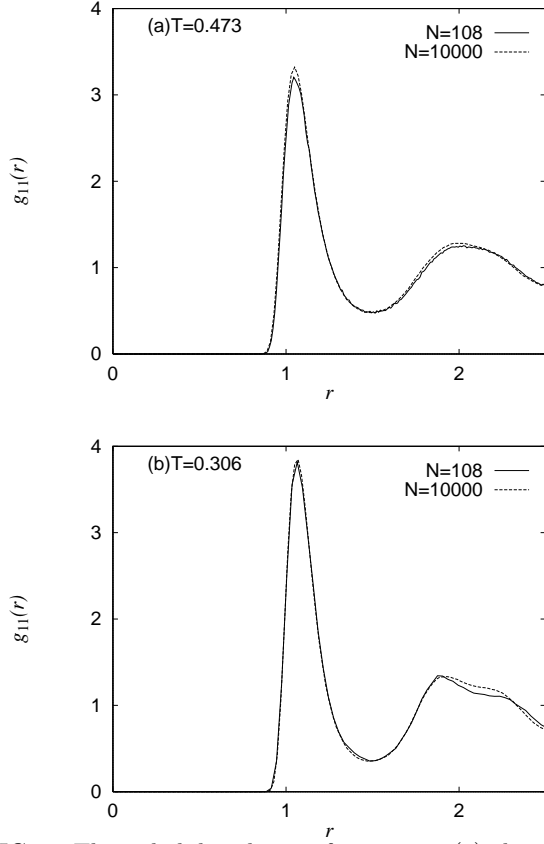 4
(a)T=0.473
N=108
N=10000
3
g11(r)
2
1
0
0 1 2
r
4
(b)T=0.306
N=108
N=10000
3
g11(r)
2
1
0
0 1 2
r